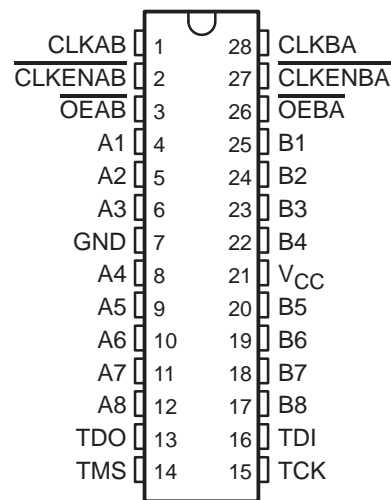 CLKAB 1 28 CLKBA
CLKENAB 2 27 CLKENBA
OEAB 3 26 OEBA
A1 4 25 B1
A2 5 24 B2
A3 6 23 B3
GND 7 22 B4
A4 8 21 VCC
A5 9 20 B5
A6 10 19 B6
A7 11 18 B7
A8 12 17 B8
TDO 13 16 TDI
TMS 14 15 TCK